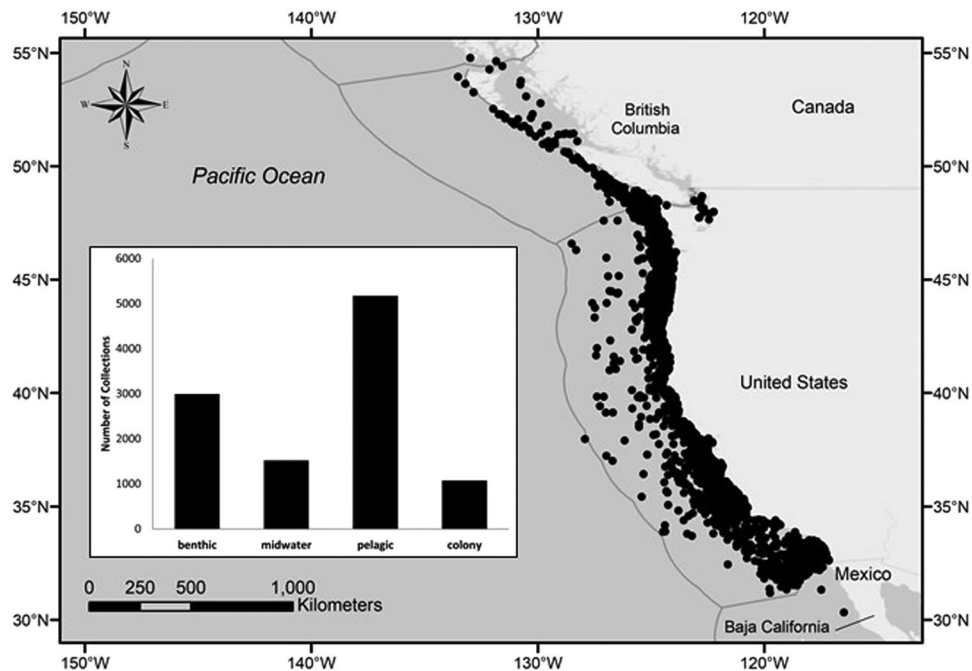 150°W 140°W 130°W 120°W
55°N 55°N
N
W E
S
British
Columbia
Canada
50°N 50°N
Pacific Ocean
45°N 45°N
6000
5000
4000
3000
2000
1000
0
Number of Collections
benthic midwater pelagic colony
United States
40°N 40°N
35°N 35°N
0 250 500 1,000
Kilometers
Mexico
30°N 30°N
Baja California
150°W 140°W 130°W 120°W